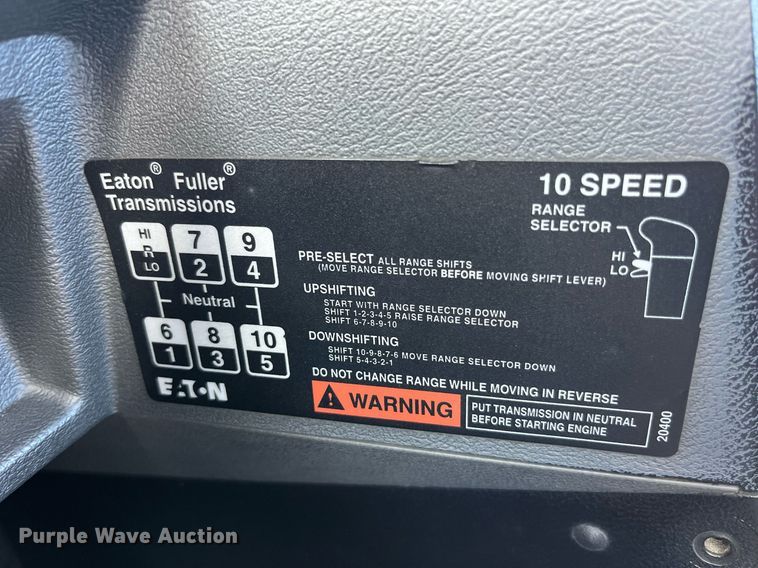 Eaton® Fuller®
Transmissions
HI
R
LO
7
2
9
4
Neutral
6
1
8
3
10
5
EATON
10 SPEED
RANGE
SELECTOR
HI
LO
PRE-SELECT ALL RANGE SHIFTS
(MOVE RANGE SELECTOR BEFORE MOVING SHIFT LEVER)
UPSHIFTING
START WITH RANGE SELECTOR DOWN
SHIFT 1-2-3-4-5 RAISE RANGE SELECTOR
SHIFT 6-7-8-9-10
DOWNSHIFTING
SHIFT 10-9-8-7-6 MOVE RANGE SELECTOR DOWN
SHIFT 5-4-3-2-1
DO NOT CHANGE RANGE WHILE MOVING IN REVERSE
WARNING
PUT TRANSMISSION IN NEUTRAL
BEFORE STARTING ENGINE
20400
Purple Wave Auction